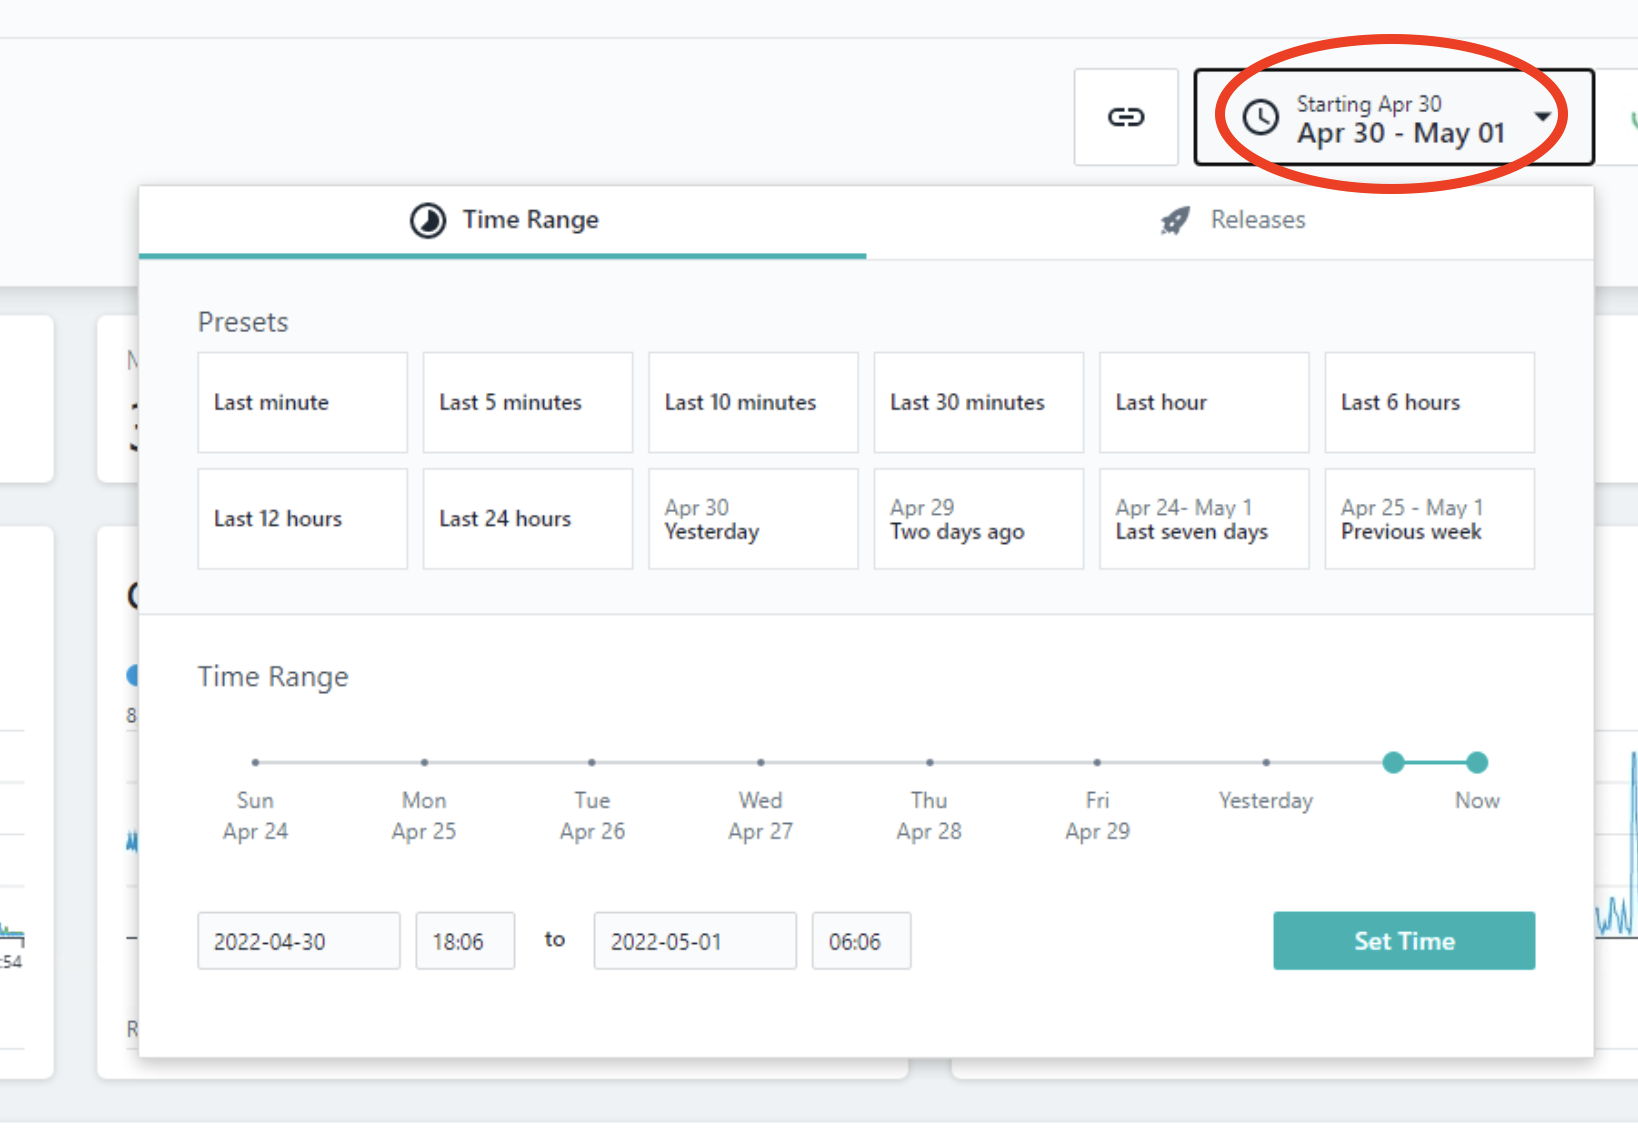 Starting Apr 30
Apr 30 - May 01
Time Range
Releases
Presets
Last minute
Last 5 minutes
Last 10 minutes
Last 30 minutes
Last hour
Last 6 hours
Last 12 hours
Last 24 hours
Apr 30
Yesterday
Apr 29
Two days ago
Apr 24- May 1
Last seven days
Apr 25 - May 1
Previous week
Time Range
Sun
Apr 24
Mon
Apr 25
Tue
Apr 26
Wed
Apr 27
Thu
Apr 28
Fri
Apr 29
Yesterday
Now
2022-04-30
18:06
to
2022-05-01
06:06
Set Time
:54
8
R